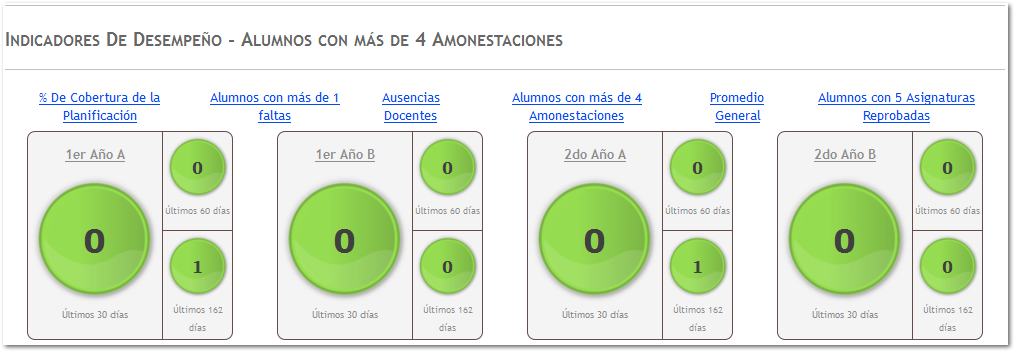 Indicadores De Desempeño - Alumnos con más de 4 Amonestaciones
% De Cobertura de la
Planificación
Alumnos con más de 1
faltas
Ausencias
Docentes
Alumnos con más de 4
Amonestaciones
Promedio
General
Alumnos con 5 Asignaturas
Reprobadas
1er Año A
0
Últimos 30 días
0
Últimos 60 días
1
Últimos 162
días
1er Año B
0
Últimos 30 días
0
Últimos 60 días
0
Últimos 162
días
2do Año A
0
Últimos 30 días
0
Últimos 60 días
1
Últimos 162
días
2do Año B
0
Últimos 30 días
0
Últimos 60 días
0
Últimos 162
días